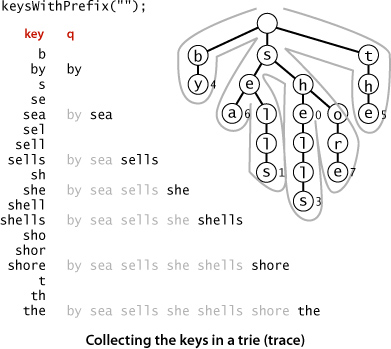 keysWithPrefix("");
key q
b
by by
s
se
sea by sea
sel
sell
sells by sea sells
sh
she by sea sells she
shell
shells by sea sells she shells
sho
shor
shore by sea sells she shells shore
t
th
the by sea sells she shells shore the
b s t
y 4 e h h
a 6 l e 0 o e 5
l l r
s 1 l e 7
s 3
Collecting the keys in a trie (trace)